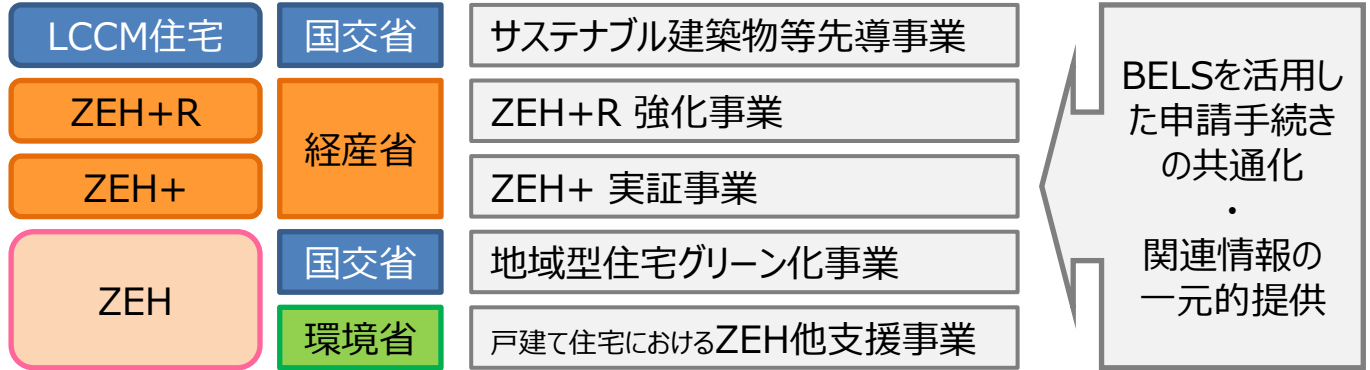 LCCM住宅 国交省 サステナブル建築物等先導事業
ZEH+R 経産省 ZEH+R 強化事業
ZEH+ ZEH+ 実証事業
ZEH 国交省 地域型住宅グリーン化事業
環境省 戸建て住宅におけるZEH他支援事業
BELSを活用し
た申請手続き
の共通化
・
関連情報の
一元的提供